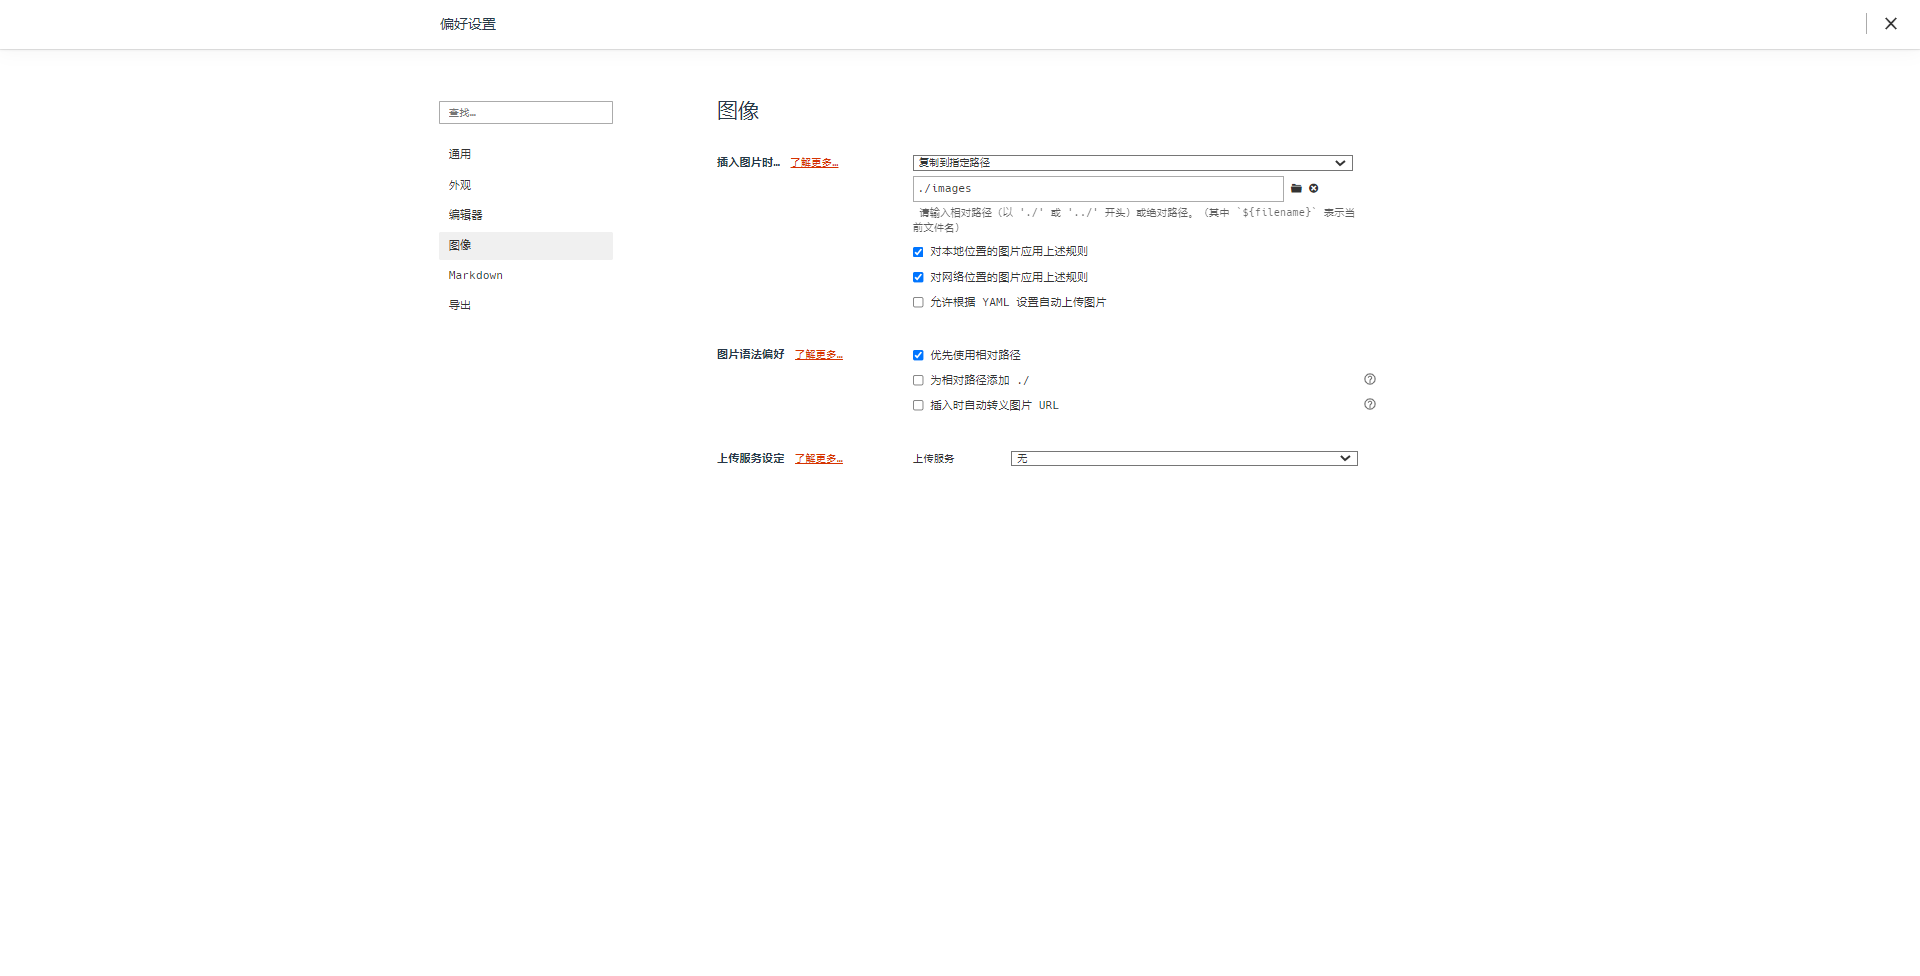 偏好设置
查找…
通用
外观
编辑器
图像
Markdown
导出
图像
插入图片时… 了解更多…
复制到指定路径
./images
请输入相对路径（以 './' 或 '../' 开头）或绝对路径。（其中 `${filename}` 表示当
前文件名）
对本地位置的图片应用上述规则
对网络位置的图片应用上述规则
允许根据 YAML 设置自动上传图片
图片语法偏好 了解更多…
优先使用相对路径
为相对路径添加 ./
插入时自动转义图片 URL
上传服务设定 了解更多…
上传服务 无